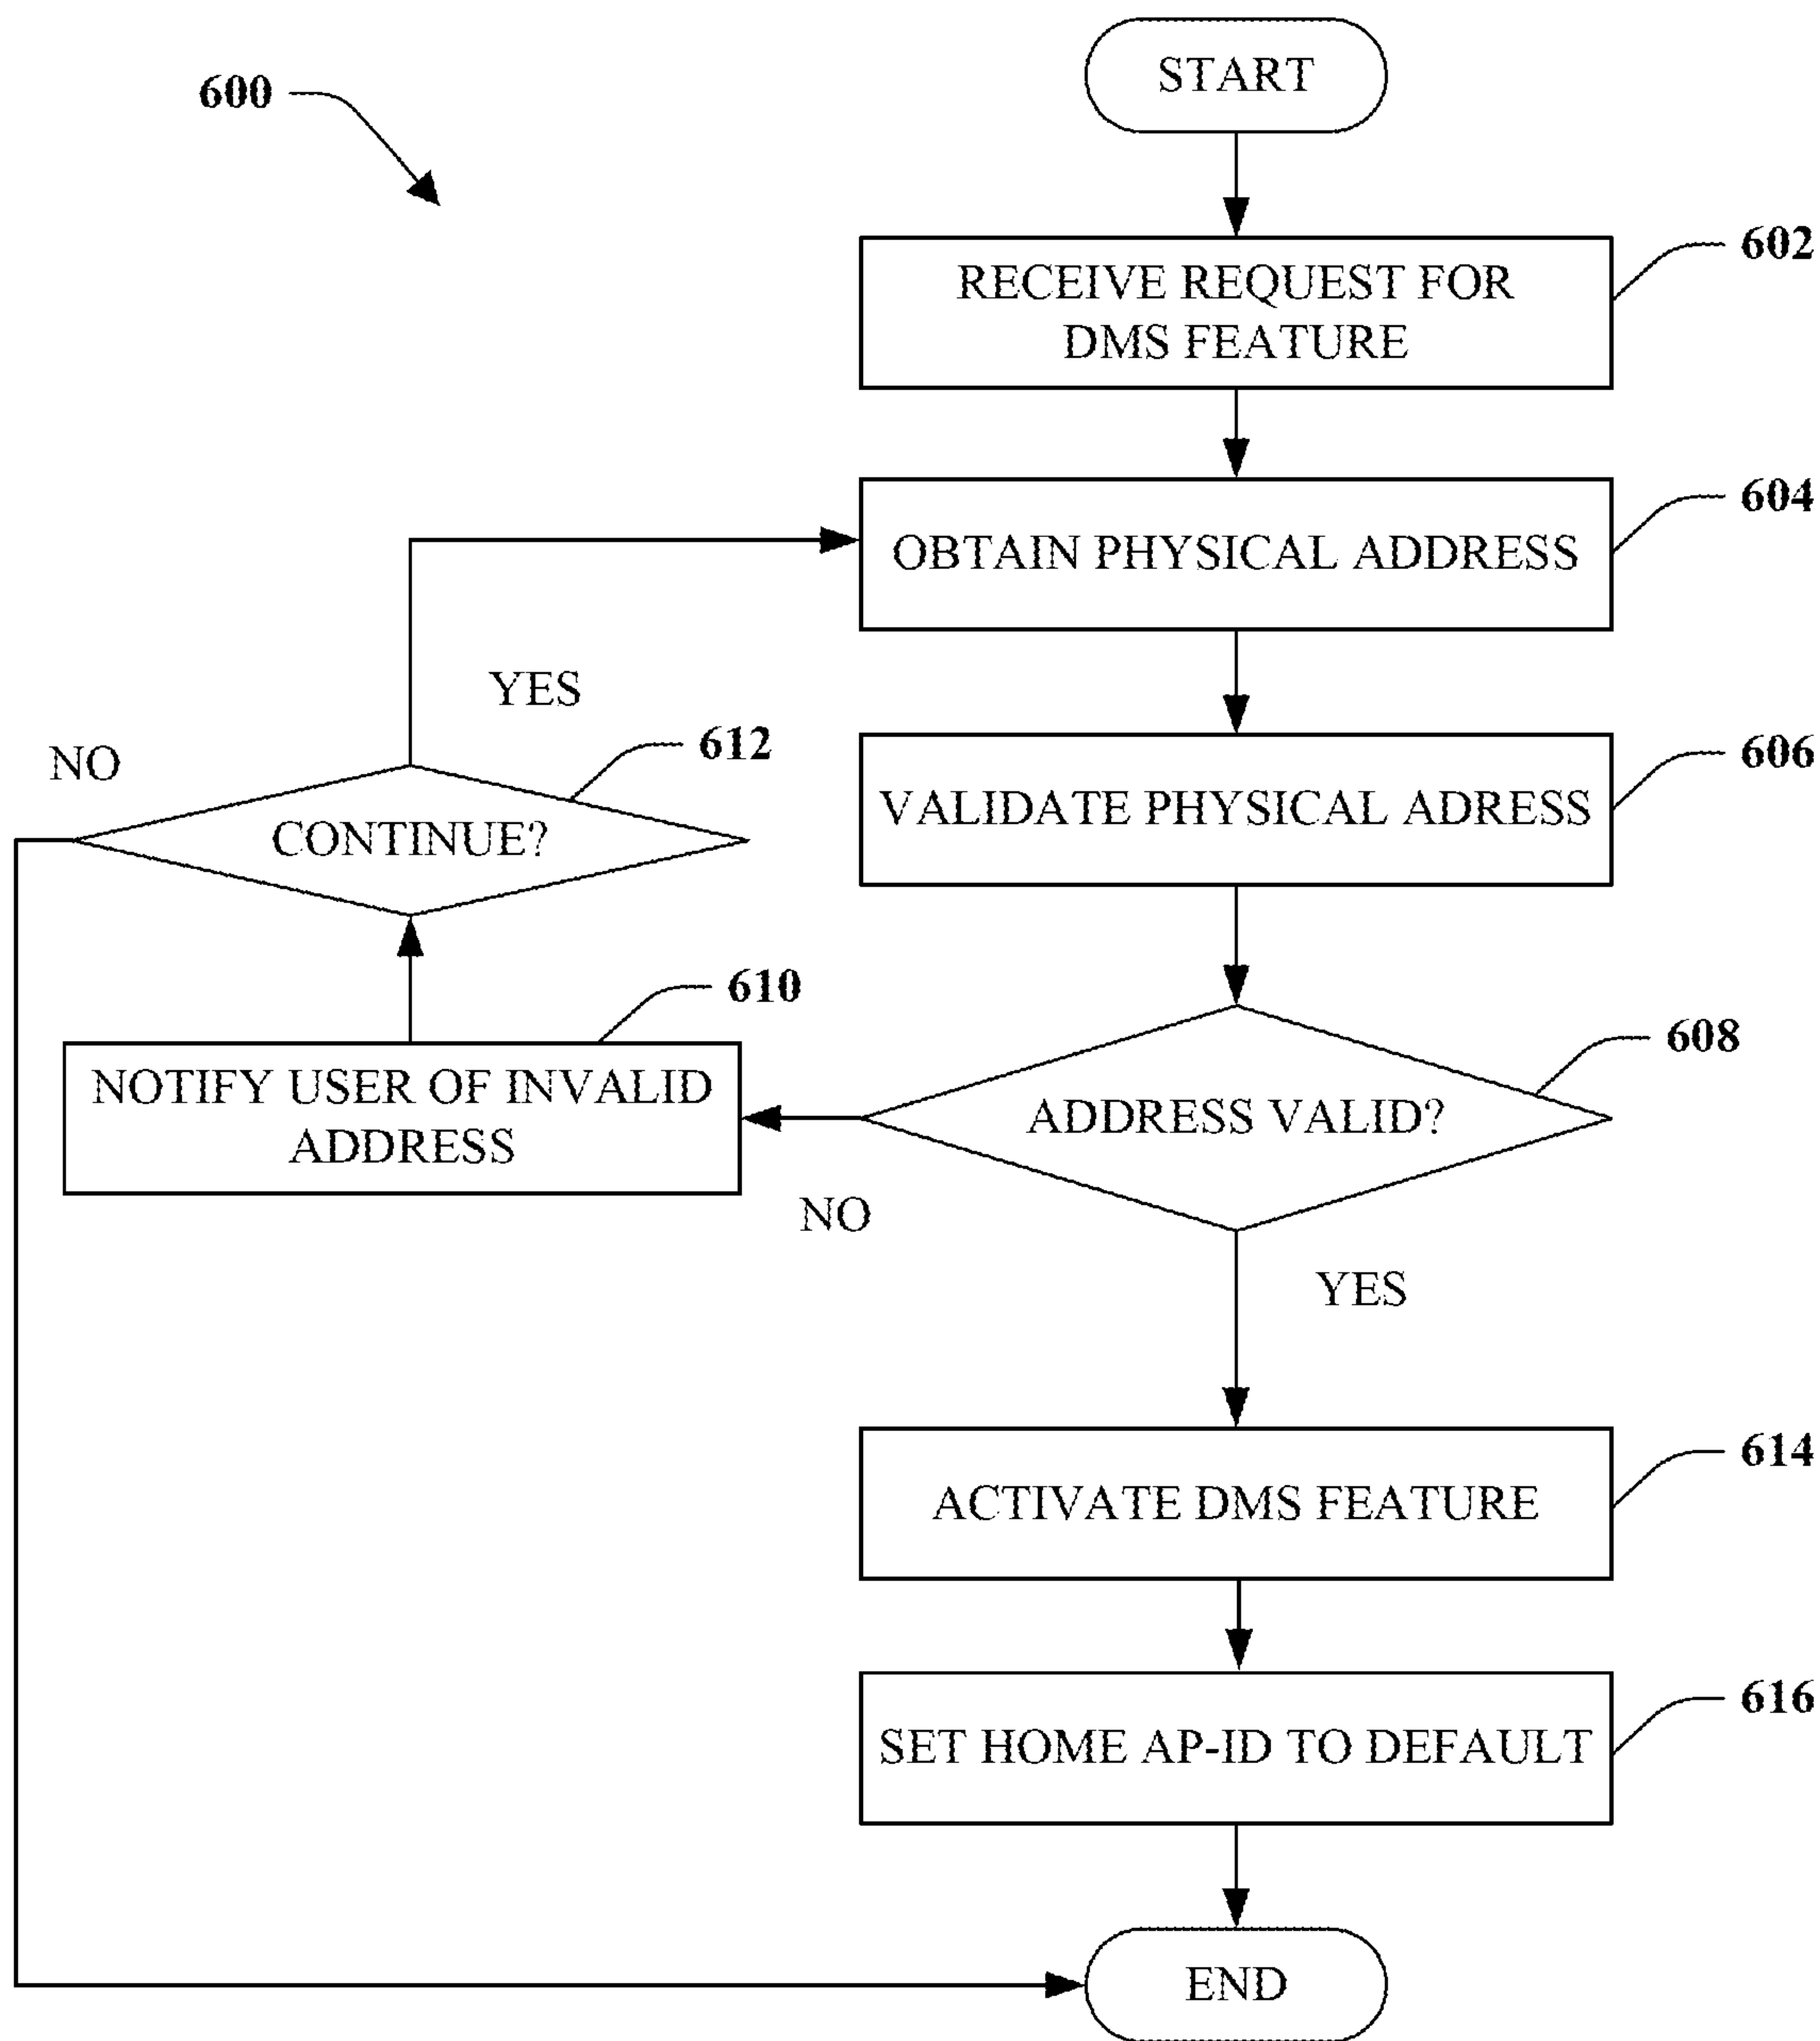 600
START
602
RECEIVE REQUEST FOR
DMS FEATURE
604
OBTAIN PHYSICAL ADDRESS
YES
NO
612
606
CONTINUE?
VALIDATE PHYSICAL ADRESS
610
608
NOTIFY USER OF INVALID
ADDRESS
ADDRESS VALID?
NO
YES
614
ACTIVATE DMS FEATURE
616
SET HOME AP-ID TO DEFAULT
END